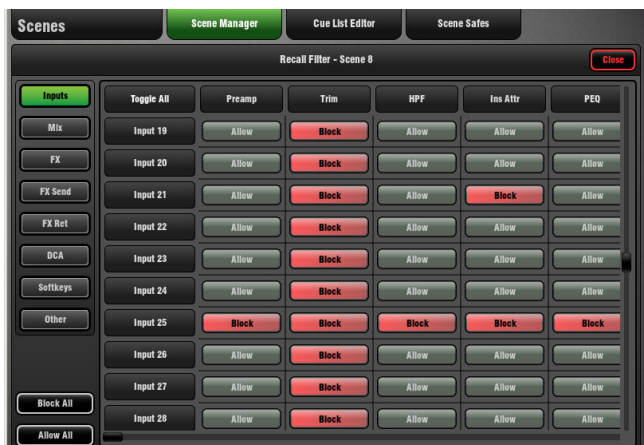 Scenes Scene Manager Cue List Editor Scene Safes
Recall Filter - Scene 8 Close
Inputs Toggle All Preamp Trim HPF Ins Attr PEQ
Mix Input 19 Allow Block Allow Allow Allow
FX Input 20 Allow Block Allow Allow Allow
FX Send Input 21 Allow Block Allow Block Allow
FX Ret Input 22 Allow Block Allow Allow Allow
DCA Input 23 Allow Block Allow Allow Allow
Softkeys Input 24 Allow Block Allow Allow Allow
Other Input 25 Block Block Block Block Block
Input 26 Allow Block Allow Allow Allow
Input 27 Allow Block Allow Allow Allow
Block All Input 28 Allow Block Allow Allow Allow
Allow All